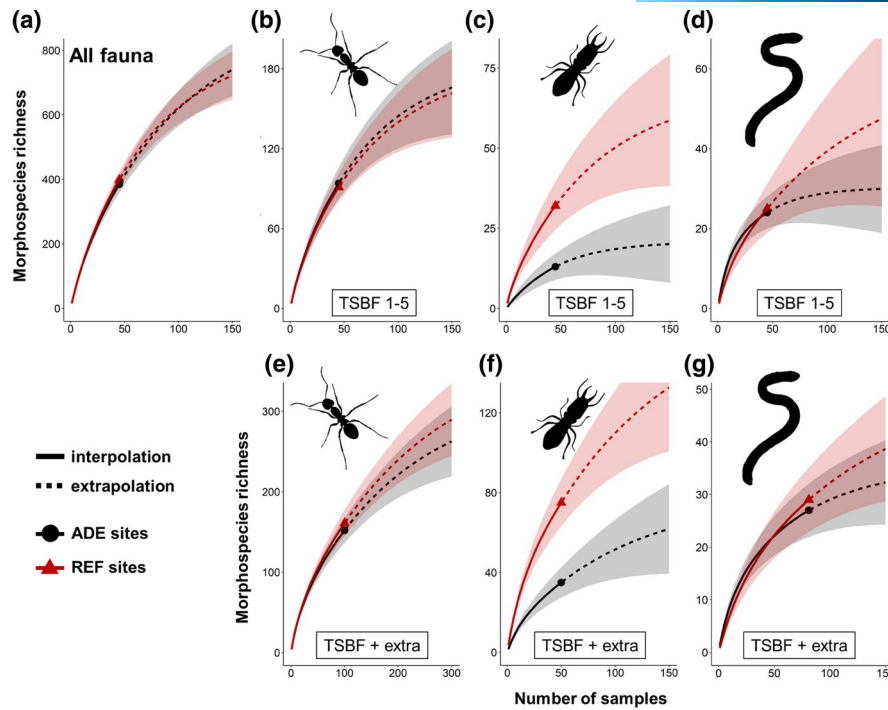 (a)
(b)
(c)
(d)
All fauna
Morphospecies richness
800
600
400
200
0
0 50 100 150
180
140
100
60
0
0 50 100 150
TSBF 1-5
75
50
25
0
0 50 100 150
TSBF 1-5
60
40
20
0
0 50 100 150
TSBF 1-5
interpolation
extrapolation
ADE sites
REF sites
(e)
(f)
(g)
Morphospecies richness
300
200
150
100
0
0 100 200 300
TSBF + extra
120
80
40
0
0 50 100 150
TSBF + extra
50
40
30
20
10
0
0 50 100 150
TSBF + extra
Number of samples